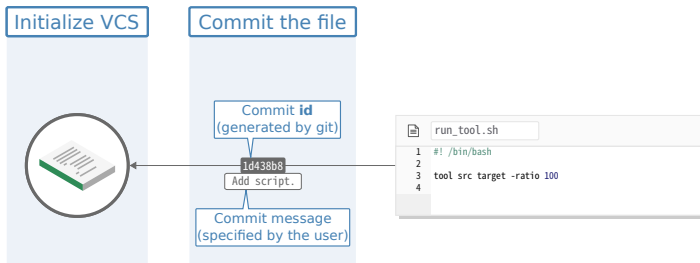 Initialize VCS
Commit the file
Commit id
(generated by git)
1d438b8
Add script.
Commit message
(specified by the user)
run_tool.sh
1 #! /bin/bash
2
3 tool src target -ratio 100
4